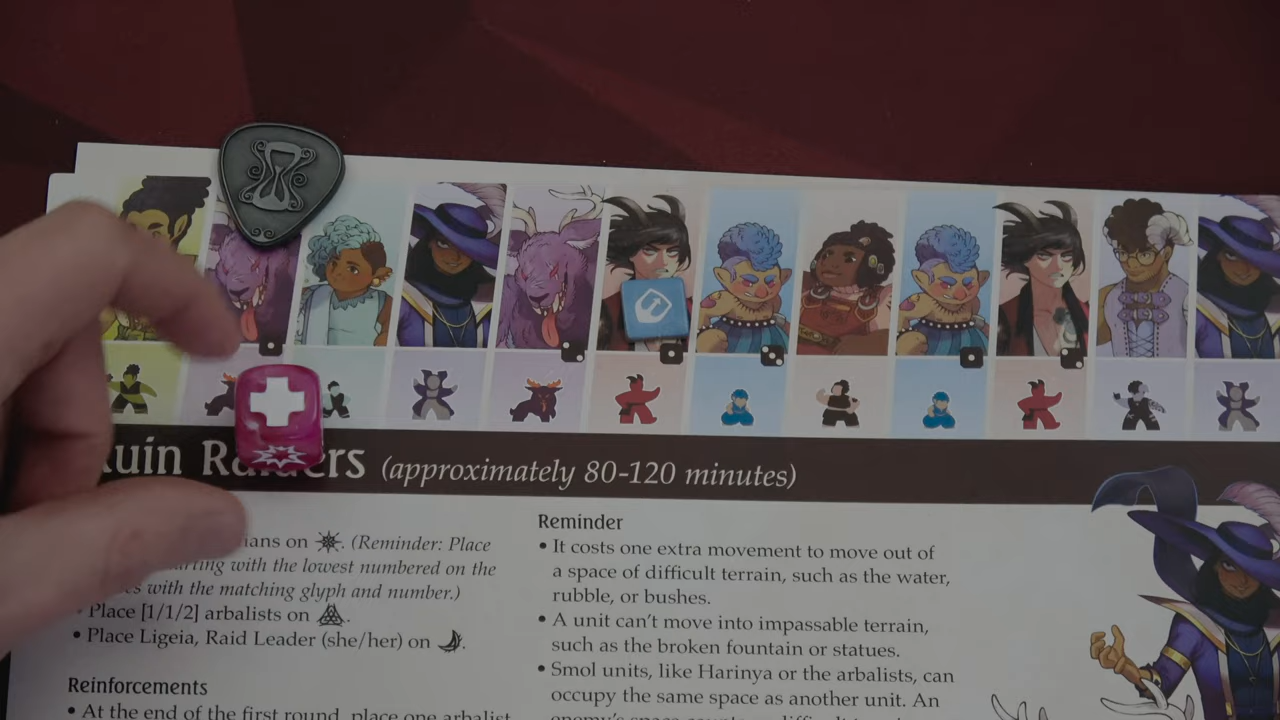 (approximately 80-120 minutes)
ians on . (Reminder: Place
arting with the lowest numbered on the
with the matching glyph and number.)
• Place [1/1/2] arbalists on .
• Place Ligeia, Raid Leader (she/her) on .
Reinforcements
• At the end of the first round, place one arbalist
Reminder
• It costs one extra movement to move out of
a space of difficult terrain, such as the water,
rubble, or bushes.
• A unit can't move into impassable terrain,
such as the broken fountain or statues.
• Smol units, like Harinya or the arbalists, can
occupy the same space as another unit. An